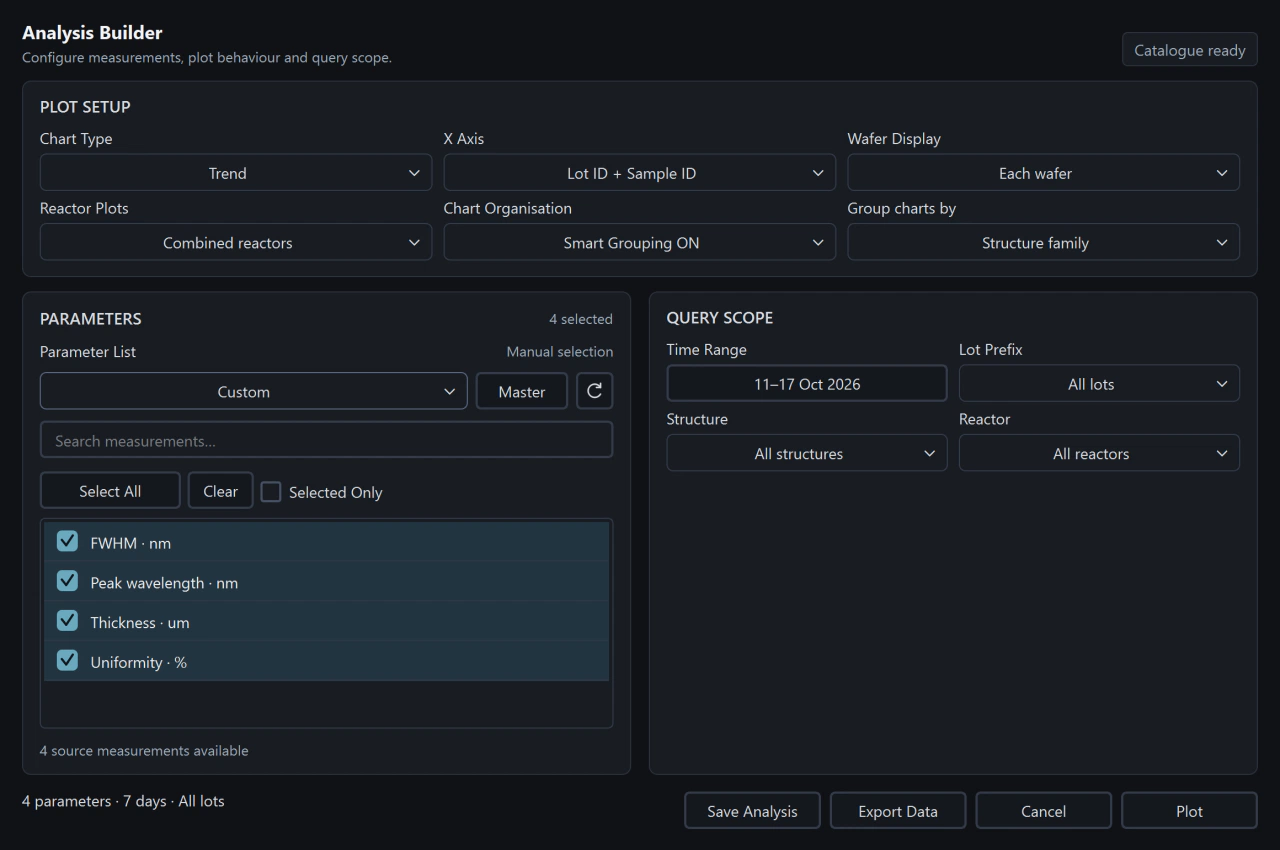 Analysis Builder
Configure measurements, plot behaviour and query scope.
Catalogue ready
PLOT SETUP
Chart Type
X Axis
Wafer Display
Trend
Lot ID + Sample ID
Each wafer
Reactor Plots
Chart Organisation
Group charts by
Combined reactors
Smart Grouping ON
Structure family
PARAMETERS
4 selected
Parameter List
Manual selection
Custom
Master
Search measurements...
Select All
Clear
Selected Only
FWHM · nm
Peak wavelength · nm
Thickness · um
Uniformity · %
4 source measurements available
QUERY SCOPE
Time Range
Lot Prefix
11–17 Oct 2026
All lots
Structure
Reactor
All structures
All reactors
4 parameters · 7 days · All lots
Save Analysis
Export Data
Cancel
Plot